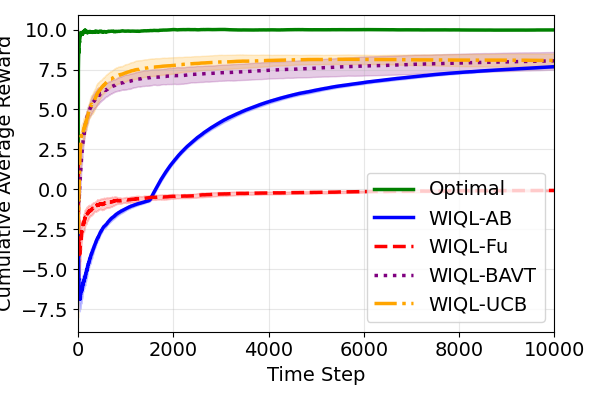 10.0
7.5
5.0
2.5
0.0
−2.5
−5.0
−7.5
Cumulative Average Reward
0
2000
4000
6000
8000
10000
Time Step
Optimal
WIQL-AB
WIQL-Fu
WIQL-BAVT
WIQL-UCB